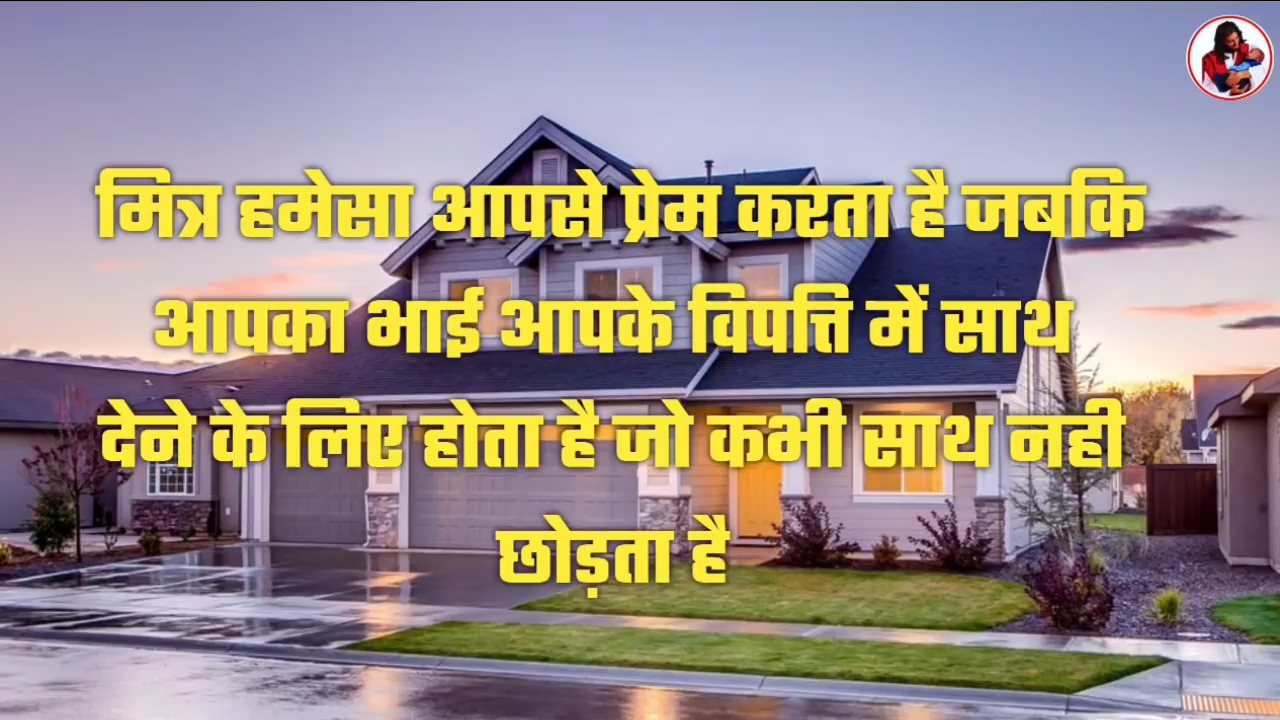 मित्र हमेसा आपसे प्रेम करता है जबकि
आपका भाई आपके विपत्ति में साथ
देने के लिए होता है जो कभी साथ नही
छोड़ता है